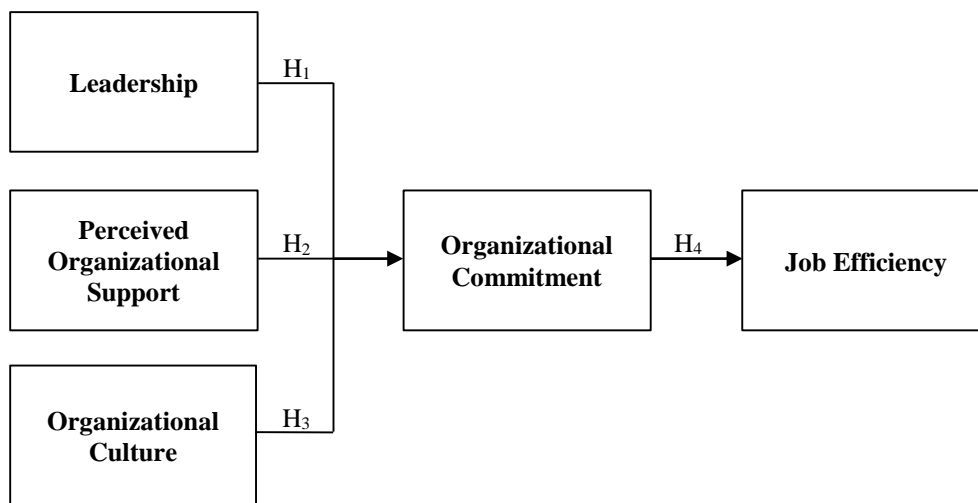 Leadership
H₁
Perceived
Organizational
Support
H₂
Organizational
Commitment
H₄
Job Efficiency
Organizational
Culture
H₃